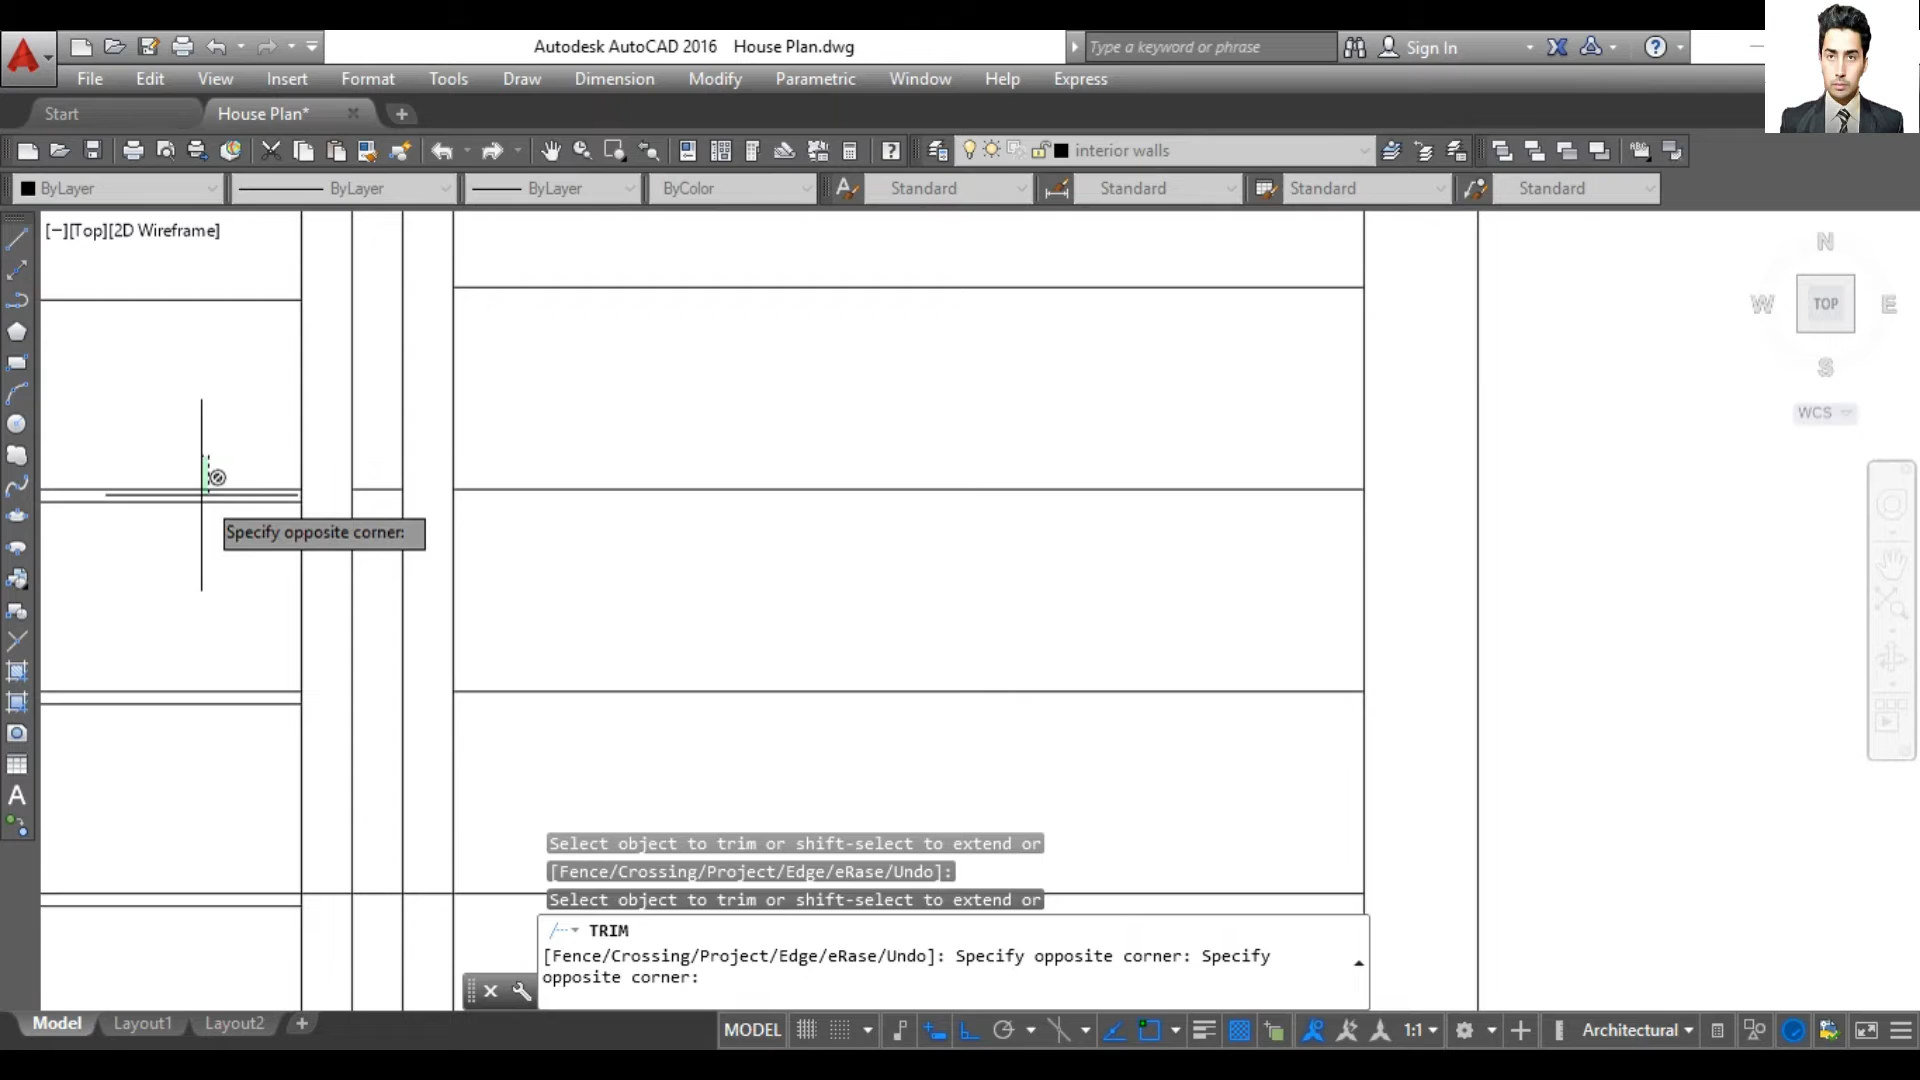 Autodesk AutoCAD 2016 House Plan.dwg
Type a keyword or phrase
Sign In
File Edit View Insert Format Tools Draw Dimension Modify Parametric Window Help Express
Start
House Plan*
interior walls
ByLayer
ByLayer
ByLayer
ByColor
Standard
Standard
Standard
Standard
[−][Top][2D Wireframe]
N
W
TOP
E
S
WCS
Specify opposite corner:
Select object to trim or shift-select to extend or
[Fence/Crossing/Project/Edge/eRase/Undo]:
Select object to trim or shift-select to extend or
TRIM
[Fence/Crossing/Project/Edge/eRase/Undo]: Specify opposite corner: Specify
opposite corner:
Model
Layout1
Layout2
MODEL
1:1
Architectural